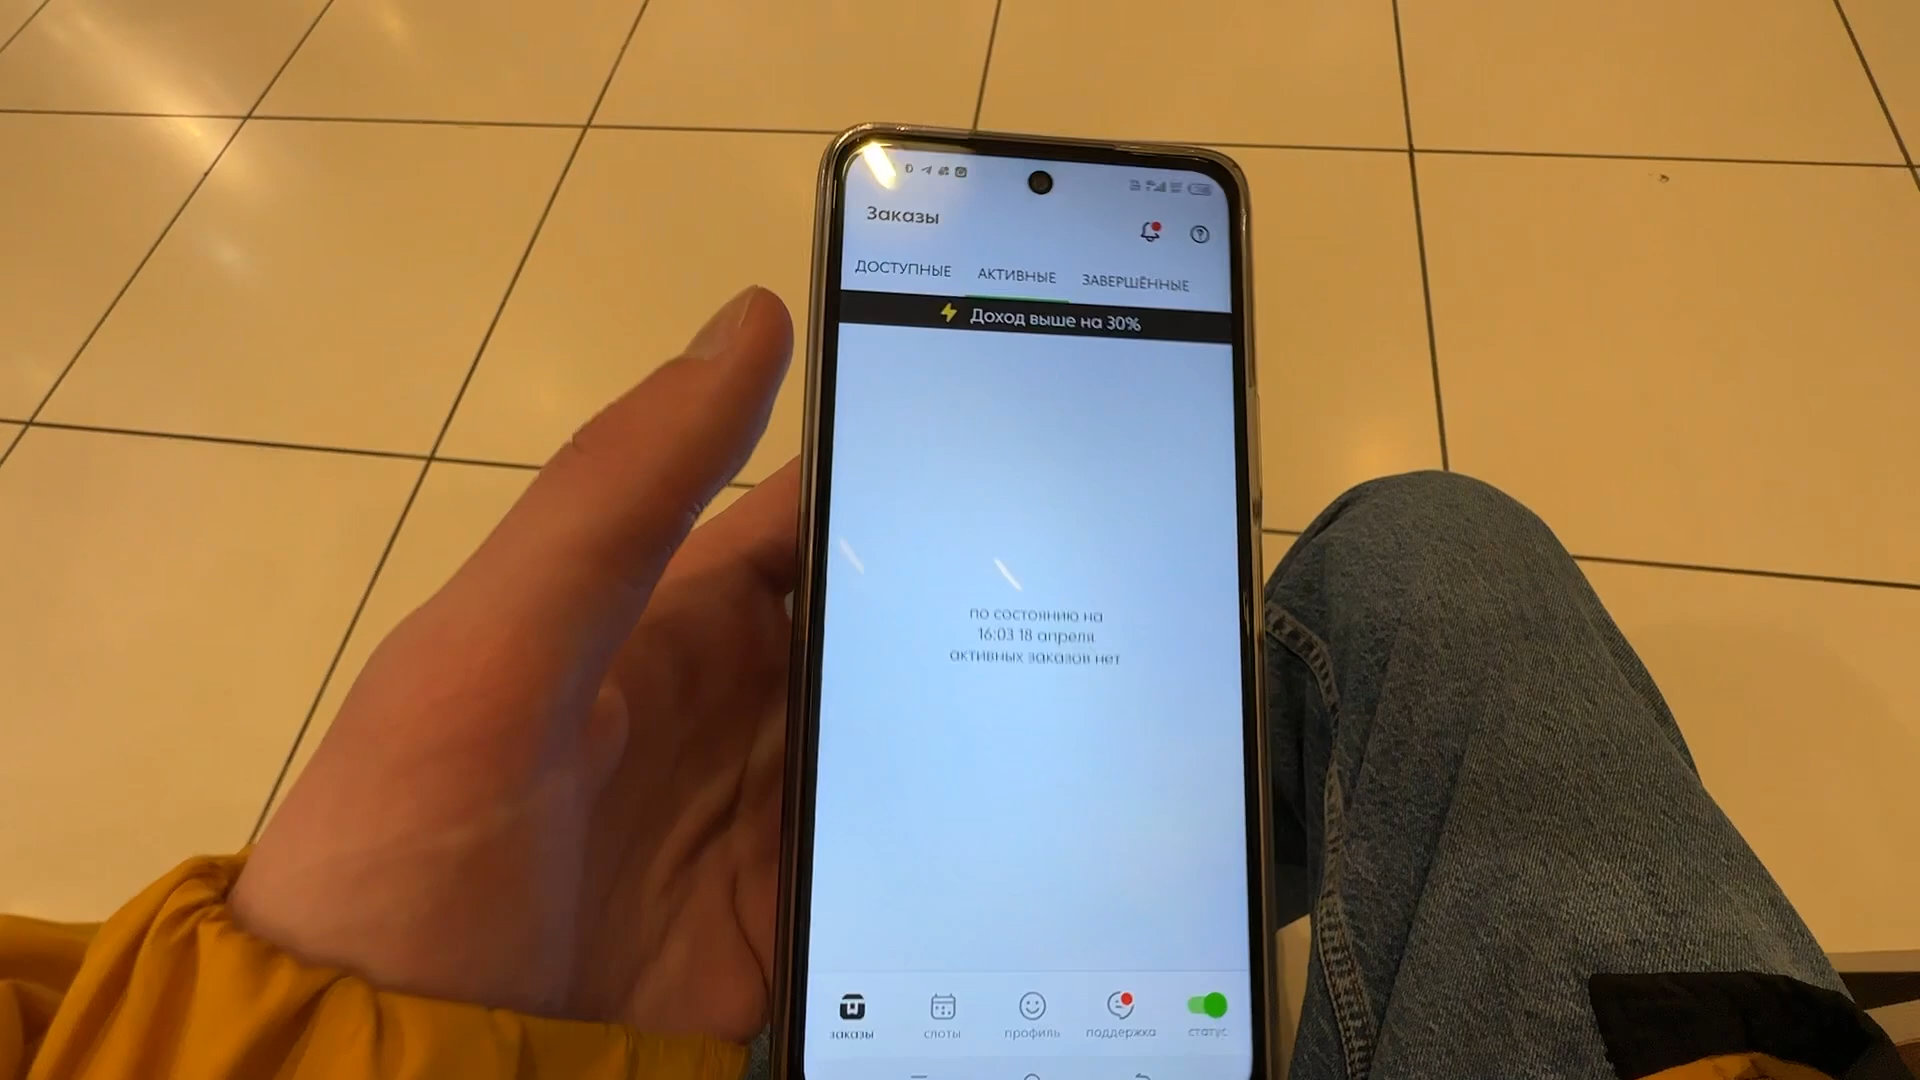 Заказы
ДОСТУПНЫЕ АКТИВНЫЕ ЗАВЕРШЁННЫЕ
Доход выше на 30%
по состоянию на
16:03 18 апреля
активных заказов нет
заказы слоты профиль поддержка статус